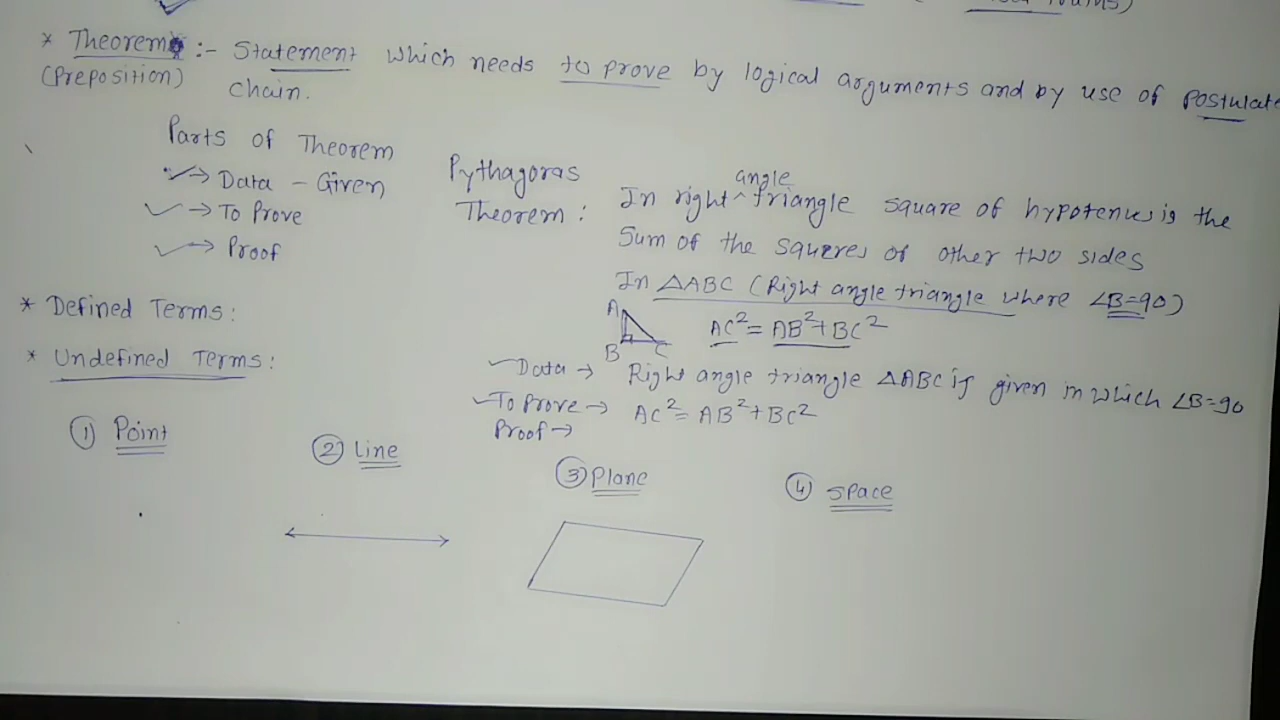 * Theorem :- Statement which needs to prove by logical arguments and by use of Postulate
(Preposition) chain.
Parts of Theorem
→ Data - Given
→ To Prove
→ Proof
Pythagoras Theorem : In right ^ angle triangle square of hypotenus is the
Sum of the squares of other two sides
In △ABC (Right angle triangle where ∠B=90)
A
B C
AC²= AB²+BC²
* Defined Terms:
* Undefined Terms:
Data → Right angle triangle △ABC is given in which ∠B=90
To Prove → AC²= AB²+BC²
Proof →
① Point
② Line
③ Plane
④ Space